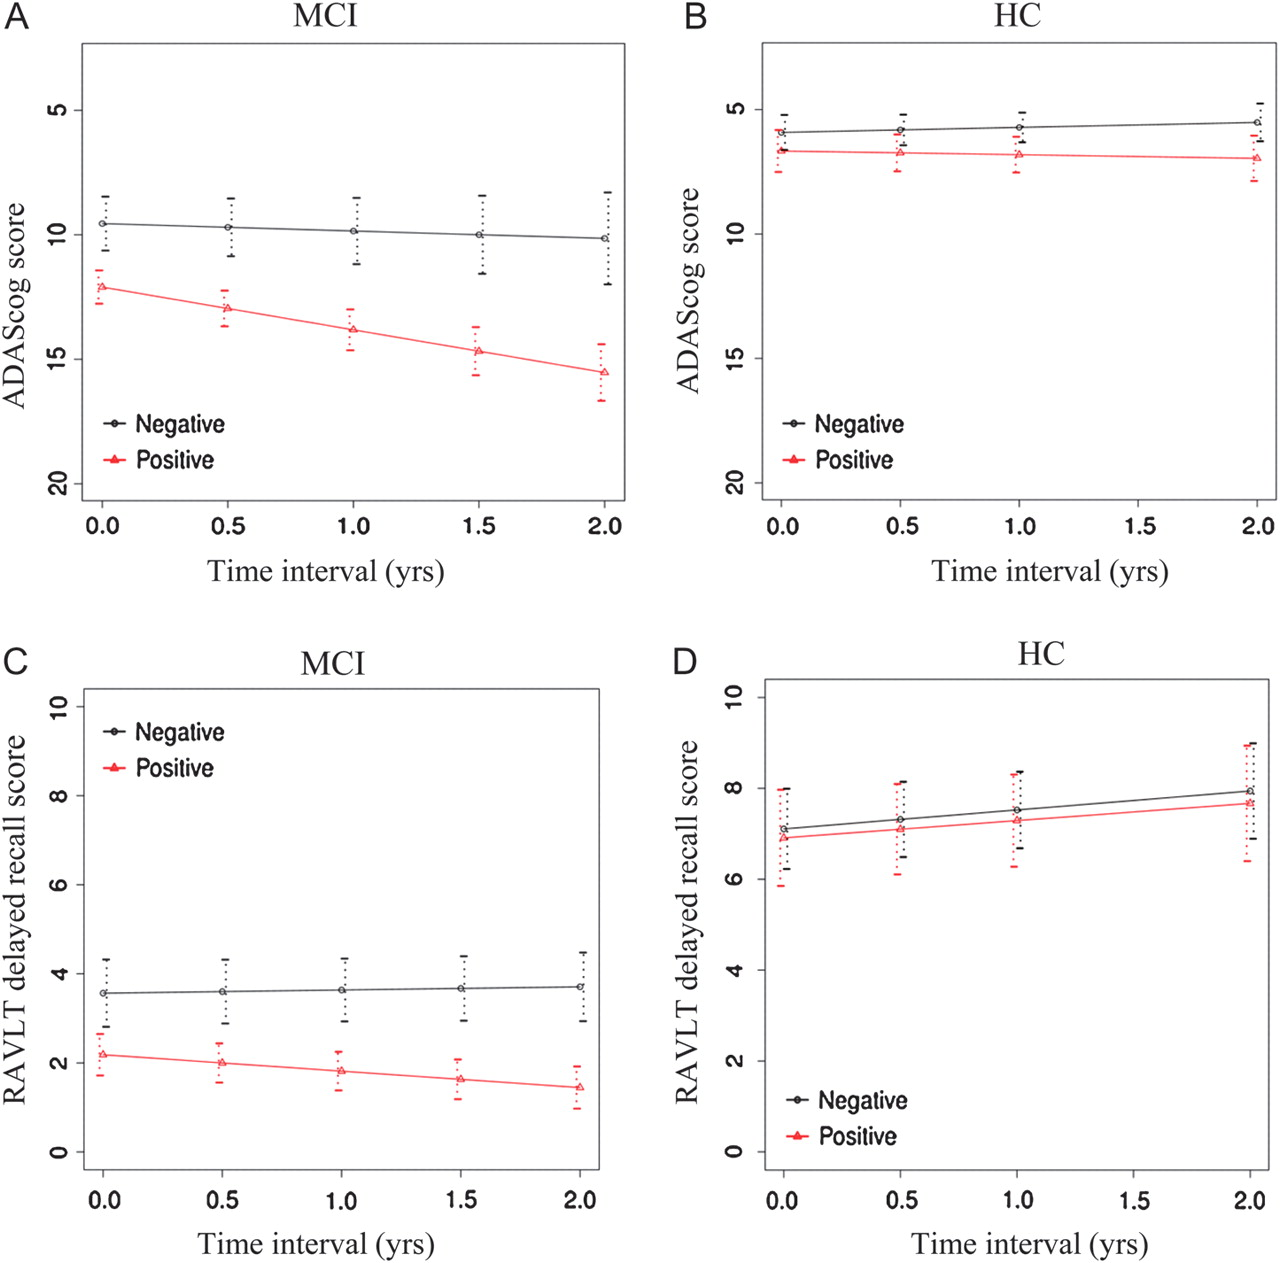 A
MCI
ADAScog score
5
10
15
20
Negative
Positive
0.0 0.5 1.0 1.5 2.0
Time interval (yrs)
B
HC
ADAScog score
5
10
15
20
Negative
Positive
0.0 0.5 1.0 1.5 2.0
Time interval (yrs)
C
MCI
RAVLT delayed recall score
10
8
6
4
2
0
Negative
Positive
0.0 0.5 1.0 1.5 2.0
Time interval (yrs)
D
HC
RAVLT delayed recall score
10
8
6
4
2
0
Negative
Positive
0.0 0.5 1.0 1.5 2.0
Time interval (yrs)